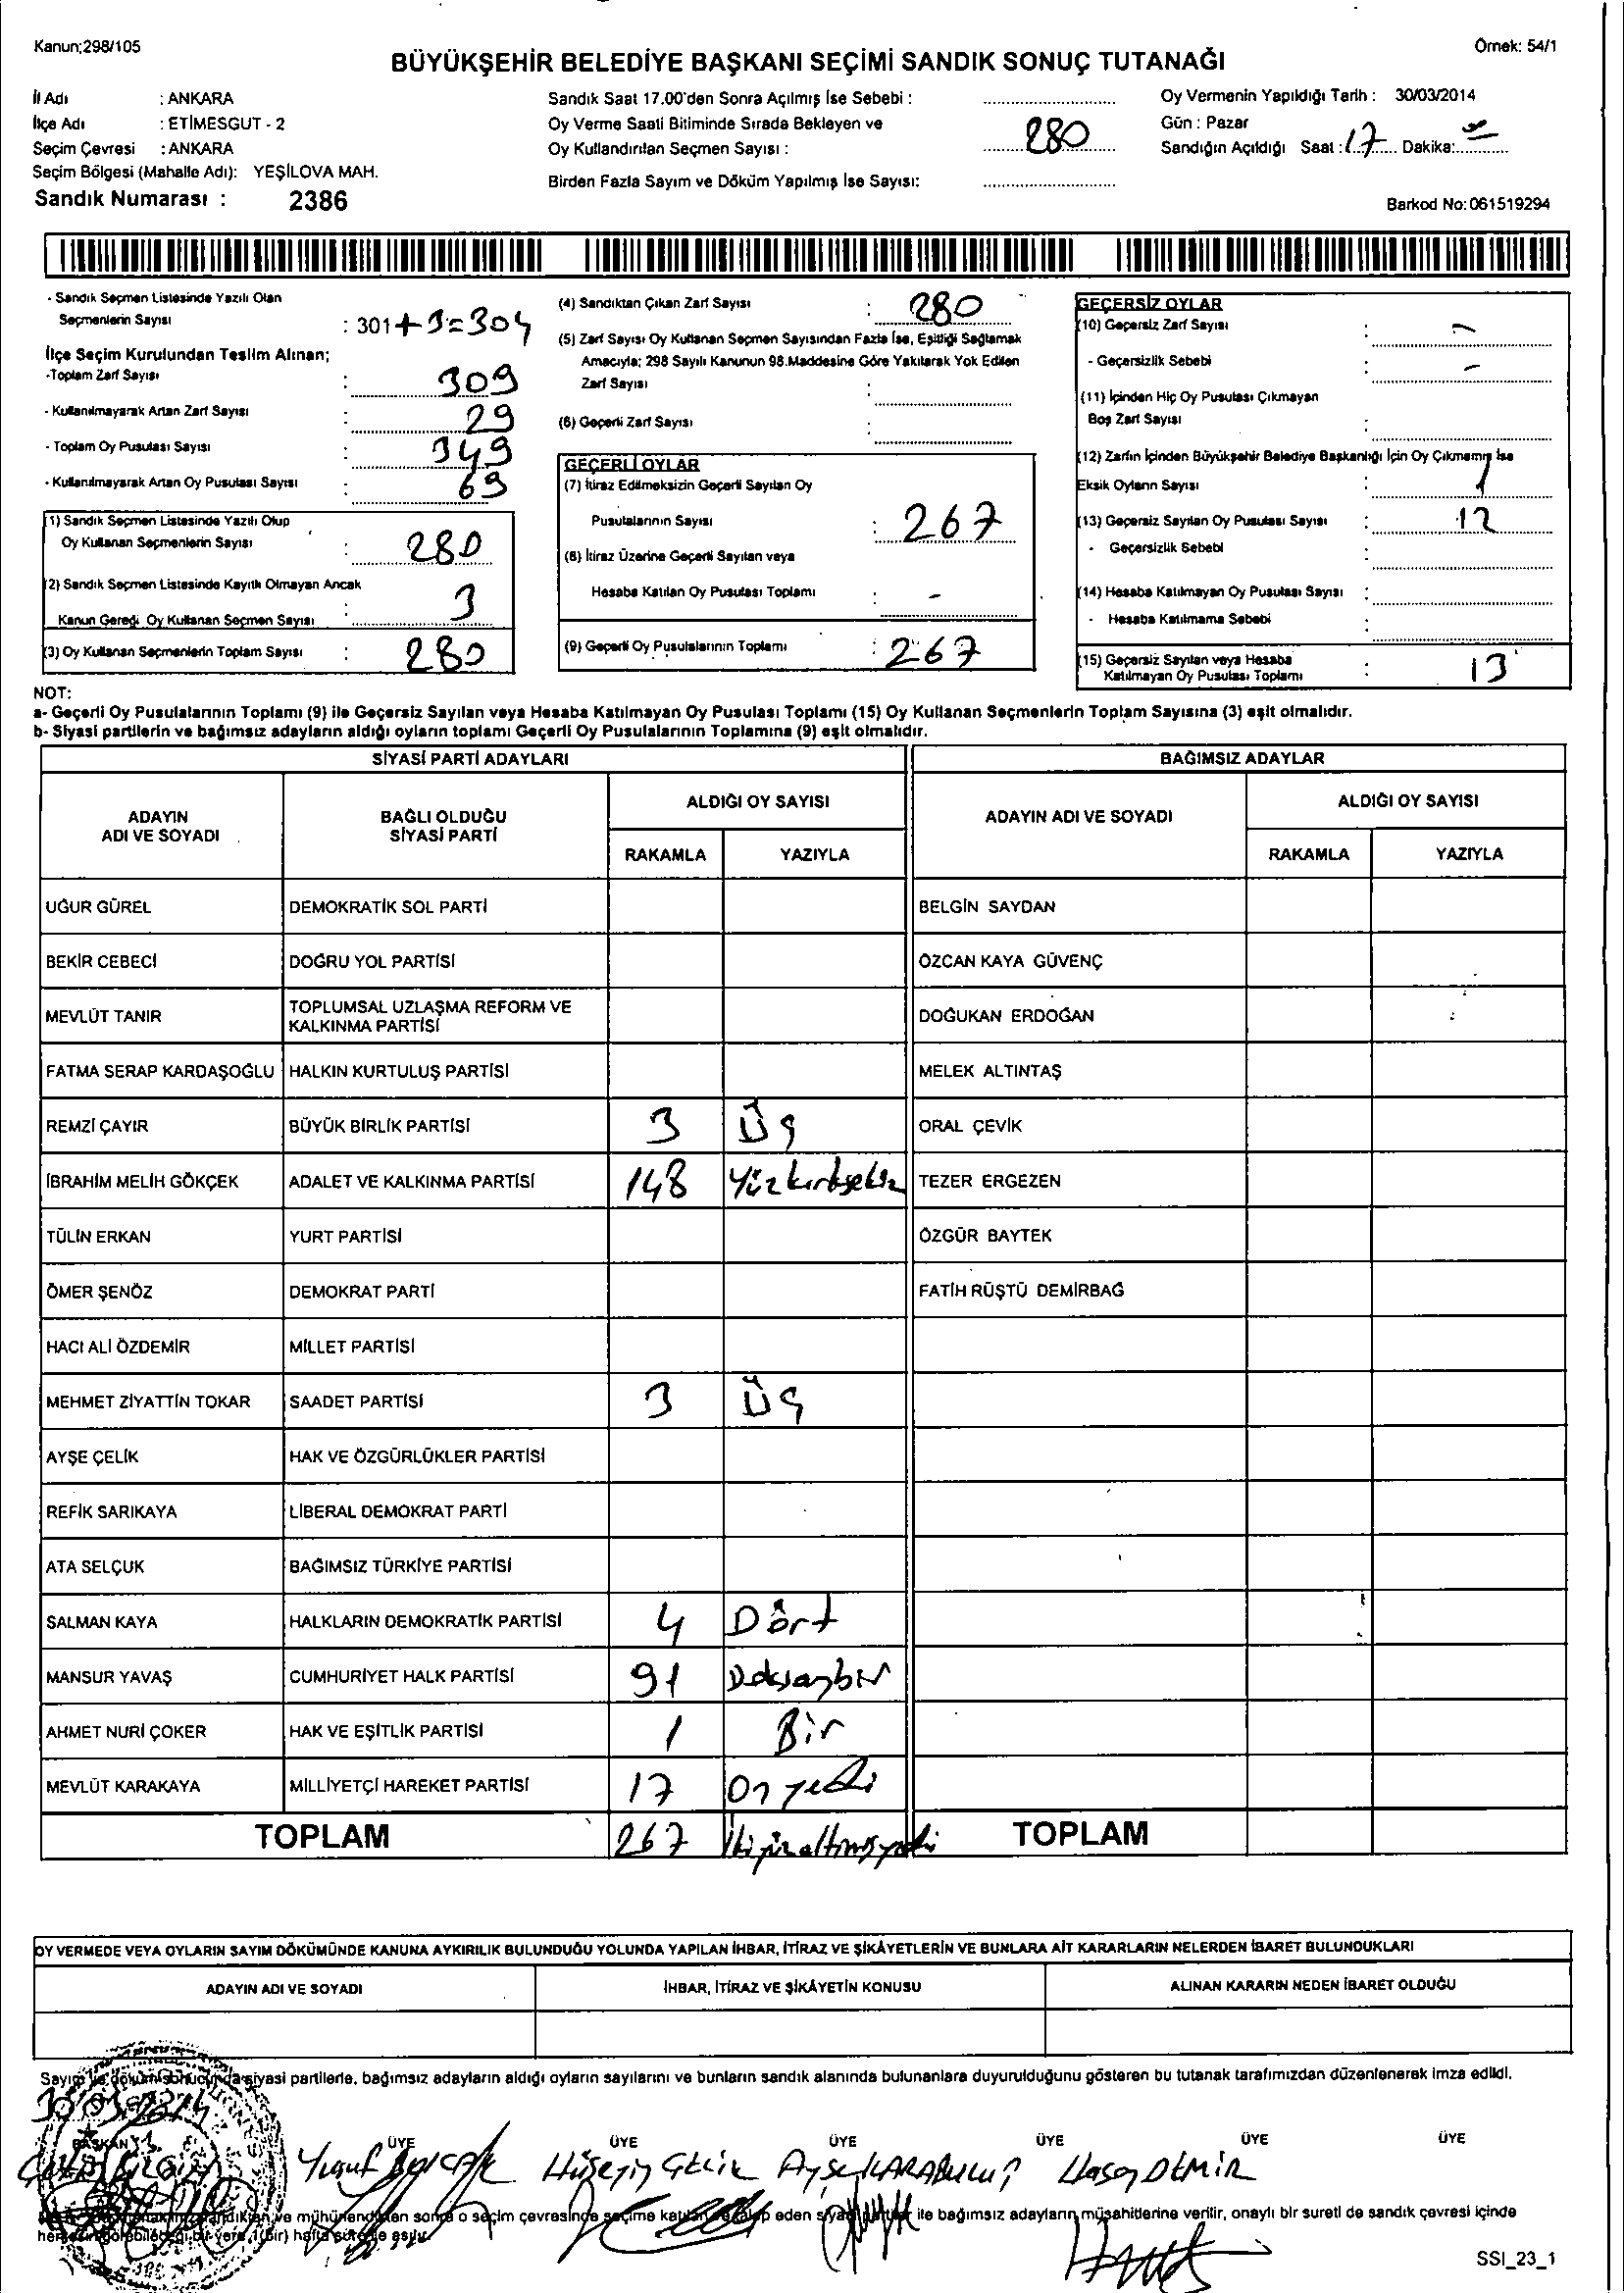 Kanun;298/105
Örnek: 54/1
BÜYÜKŞEHİR BELEDİYE BAŞKANI SEÇİMİ SANDIK SONUÇ TUTANAĞI
İl Adı : ANKARA
İlçe Adı : ETİMESGUT - 2
Seçim Çevresi : ANKARA
Seçim Bölgesi (Mahalle Adı): YEŞİLOVA MAH.
Sandık Numarası : 2386
Sandık Saat 17.00'den Sonra Açılmış İse Sebebi :
Oy Verme Saati Bitiminde Sırada Bekleyen ve
Oy Kullandırılan Seçmen Sayısı : 280
Birden Fazla Sayım ve Döküm Yapılmış İse Sayısı:
Oy Vermenin Yapıldığı Tarih : 30/03/2014
Gün : Pazar
Sandığın Açıldığı Saat : 17 Dakika:
Barkod No: 061519294
- Sandık Seçmen Listesinde Yazılı Olan
Seçmenlerin Sayısı : 301 + 3 = 304
İlçe Seçim Kurulundan Teslim Alınan;
-Toplam Zarf Sayısı : 309
- Kullanılmayarak Artan Zarf Sayısı : 29
- Toplam Oy Pusulası Sayısı : 349
- Kullanılmayarak Artan Oy Pusulası Sayısı : 69
(1) Sandık Seçmen Listesinde Yazılı Olup
Oy Kullanan Seçmenlerin Sayısı : 280
(2) Sandık Seçmen Listesinde Kayıtlı Olmayan Ancak
Kanun Gereği Oy Kullanan Seçmen Sayısı : 3
(3) Oy Kullanan Seçmenlerin Toplam Sayısı : 280
(4) Sandıktan Çıkan Zarf Sayısı : 280
(5) Zarf Sayısı Oy Kullanan Seçmen Sayısından Fazla İse, Eşitliği Sağlamak
Amacıyla; 298 Sayılı Kanunun 98.Maddesine Göre Yakılarak Yok Edilen
Zarf Sayısı :
(6) Geçerli Zarf Sayısı :
GEÇERLİ OYLAR
(7) İtiraz Edilmeksizin Geçerli Sayılan Oy
Pusulalarının Sayısı : 267
(8) İtiraz Üzerine Geçerli Sayılan veya
Hesaba Katılan Oy Pusulası Toplamı : -
(9) Geçerli Oy Pusulalarının Toplamı : 267
GEÇERSİZ OYLAR
(10) Geçersiz Zarf Sayısı : -
- Geçersizlik Sebebi : -
(11) İçinden Hiç Oy Pusulası Çıkmayan
Boş Zarf Sayısı :
(12) Zarfın İçinden Büyükşehir Belediye Başkanlığı İçin Oy Çıkmamış İse
Eksik Oyların Sayısı : 1
(13) Geçersiz Sayılan Oy Pusulası Sayısı : 12
- Geçersizlik Sebebi :
(14) Hesaba Katılmayan Oy Pusulası Sayısı :
- Hesaba Katılmama Sebebi :
(15) Geçersiz Sayılan veya Hesaba
Katılmayan Oy Pusulası Toplamı : 13
NOT:
a- Geçerli Oy Pusulalarının Toplamı (9) ile Geçersiz Sayılan veya Hesaba Katılmayan Oy Pusulası Toplamı (15) Oy Kullanan Seçmenlerin Toplam Sayısına (3) eşit olmalıdır.
b- Siyasi partilerin ve bağımsız adayların aldığı oyların toplamı Geçerli Oy Pusulalarının Toplamına (9) eşit olmalıdır.
SİYASİ PARTİ ADAYLARI BAĞIMSIZ ADAYLAR
ADAYIN ADI VE SOYADI BAĞLI OLDUĞU SİYASİ PARTİ ALDIĞI OY SAYISI ADAYIN ADI VE SOYADI ALDIĞI OY SAYISI
RAKAMLA YAZIYLA RAKAMLA YAZIYLA
UĞUR GÜREL DEMOKRATİK SOL PARTİ BELGİN SAYDAN
BEKİR CEBECİ DOĞRU YOL PARTİSİ ÖZCAN KAYA GÜVENÇ
MEVLÜT TANIR TOPLUMSAL UZLAŞMA REFORM VE KALKINMA PARTİSİ DOĞUKAN ERDOĞAN
FATMA SERAP KARDAŞOĞLU HALKIN KURTULUŞ PARTİSİ MELEK ALTINTAŞ
REMZİ ÇAYIR BÜYÜK BİRLİK PARTİSİ 3 Üç ORAL ÇEVİK
İBRAHİM MELİH GÖKÇEK ADALET VE KALKINMA PARTİSİ 148 Yüzkırksekiz TEZER ERGEZEN
TÜLİN ERKAN YURT PARTİSİ ÖZGÜR BAYTEK
ÖMER ŞENÖZ DEMOKRAT PARTİ FATİH RÜŞTÜ DEMİRBAĞ
HACI ALİ ÖZDEMİR MİLLET PARTİSİ
MEHMET ZİYATTİN TOKAR SAADET PARTİSİ 3 Üç
AYŞE ÇELİK HAK VE ÖZGÜRLÜKLER PARTİSİ
REFİK SARIKAYA LİBERAL DEMOKRAT PARTİ
ATA SELÇUK BAĞIMSIZ TÜRKİYE PARTİSİ
SALMAN KAYA HALKLARIN DEMOKRATİK PARTİSİ 4 Dört
MANSUR YAVAŞ CUMHURİYET HALK PARTİSİ 91 Doksanbir
AHMET NURİ ÇOKER HAK VE EŞİTLİK PARTİSİ 1 Bir
MEVLÜT KARAKAYA MİLLİYETÇİ HAREKET PARTİSİ 17 Onyedi
TOPLAM 267 İkiyüzaltmışyedi TOPLAM
OY VERMEDE VEYA OYLARIN SAYIM DÖKÜMÜNDE KANUNA AYKIRILIK BULUNDUĞU YOLUNDA YAPILAN İHBAR, İTİRAZ VE ŞİKÂYETLERİN VE BUNLARA AİT KARARLARIN NELERDEN İBARET BULUNDUKLARI
ADAYIN ADI VE SOYADI İHBAR, İTİRAZ VE ŞİKÂYETİN KONUSU ALINAN KARARIN NEDEN İBARET OLDUĞU
Sayım ve döküm sonucunda siyasi partilerle, bağımsız adayların aldığı oyların sayılarını ve bunların sandık alanında bulunanlara duyurulduğunu gösteren bu tutanak tarafımızdan düzenlenerek imza edildi.
30/03/2014
BAŞKAN ÜYE ÜYE ÜYE ÜYE ÜYE ÜYE
Yusuf Hüseyin ÇELİK Ayşe KARABULUT Hasan DEMİR
ve mühürlendikten sonra o seçim çevresinde seçime katılan eden siyasi ile bağımsız adayların müşahitlerine verilir, onaylı bir sureti de sandık çevresi içinde
görebileceği bir yere 1(bir) hafta süreyle asılır.
SSI_23_1